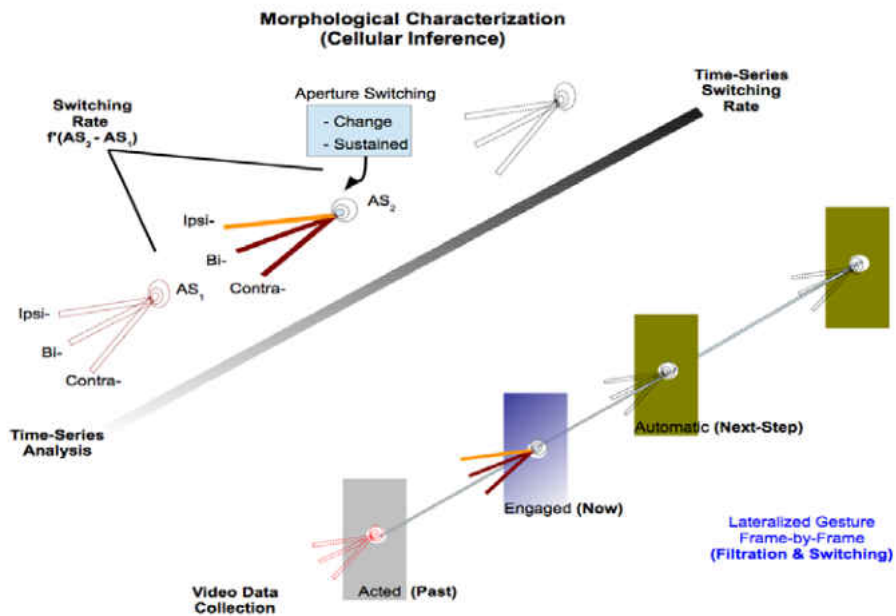 Morphological Characterization
(Cellular Inference)
Time-Series
Switching
Rate
Switching
Rate
f'(AS2 - AS1)
Aperture Switching
- Change
- Sustained
AS2
Ipsi-
Bi-
Contra-
AS1
Ipsi-
Bi-
Contra-
Time-Series
Analysis
Automatic (Next-Step)
Engaged (Now)
Lateralized Gesture
Frame-by-Frame
(Filtration & Switching)
Video Data
Collection
Acted (Past)